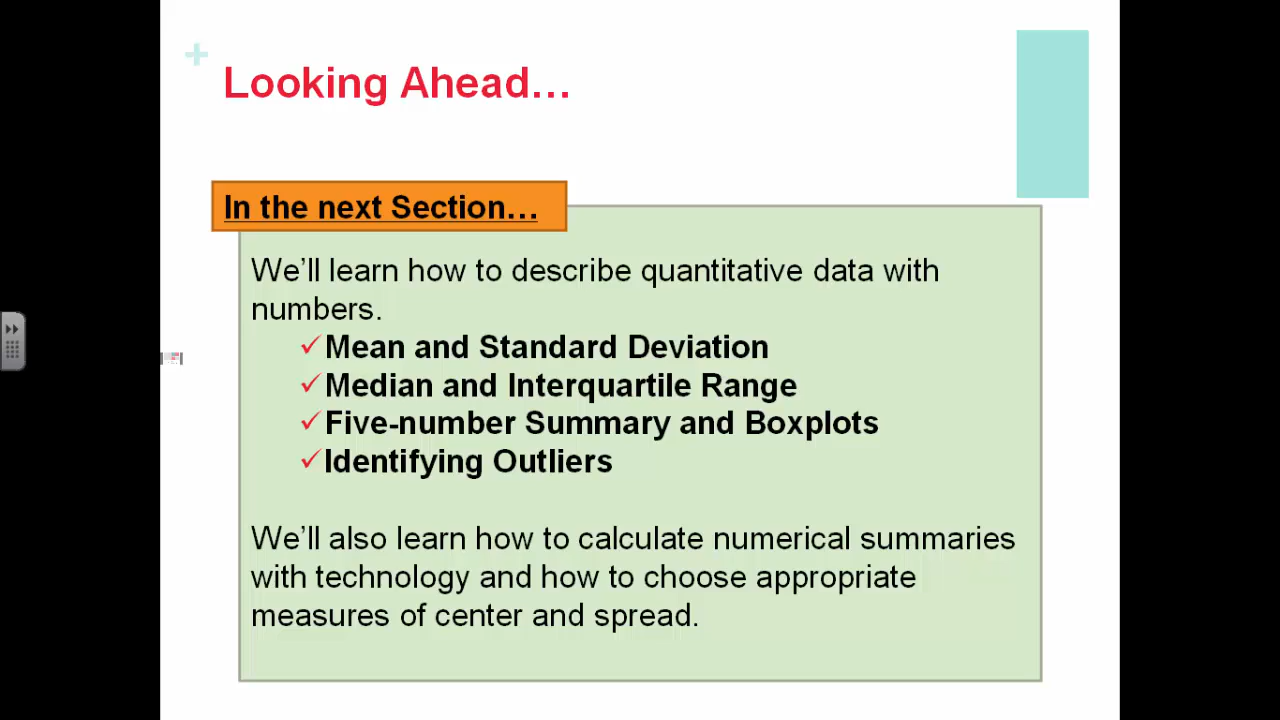 +
Looking Ahead…
In the next Section…
We’ll learn how to describe quantitative data with
numbers.
✓Mean and Standard Deviation
✓Median and Interquartile Range
✓Five-number Summary and Boxplots
✓Identifying Outliers
We’ll also learn how to calculate numerical summaries
with technology and how to choose appropriate
measures of center and spread.